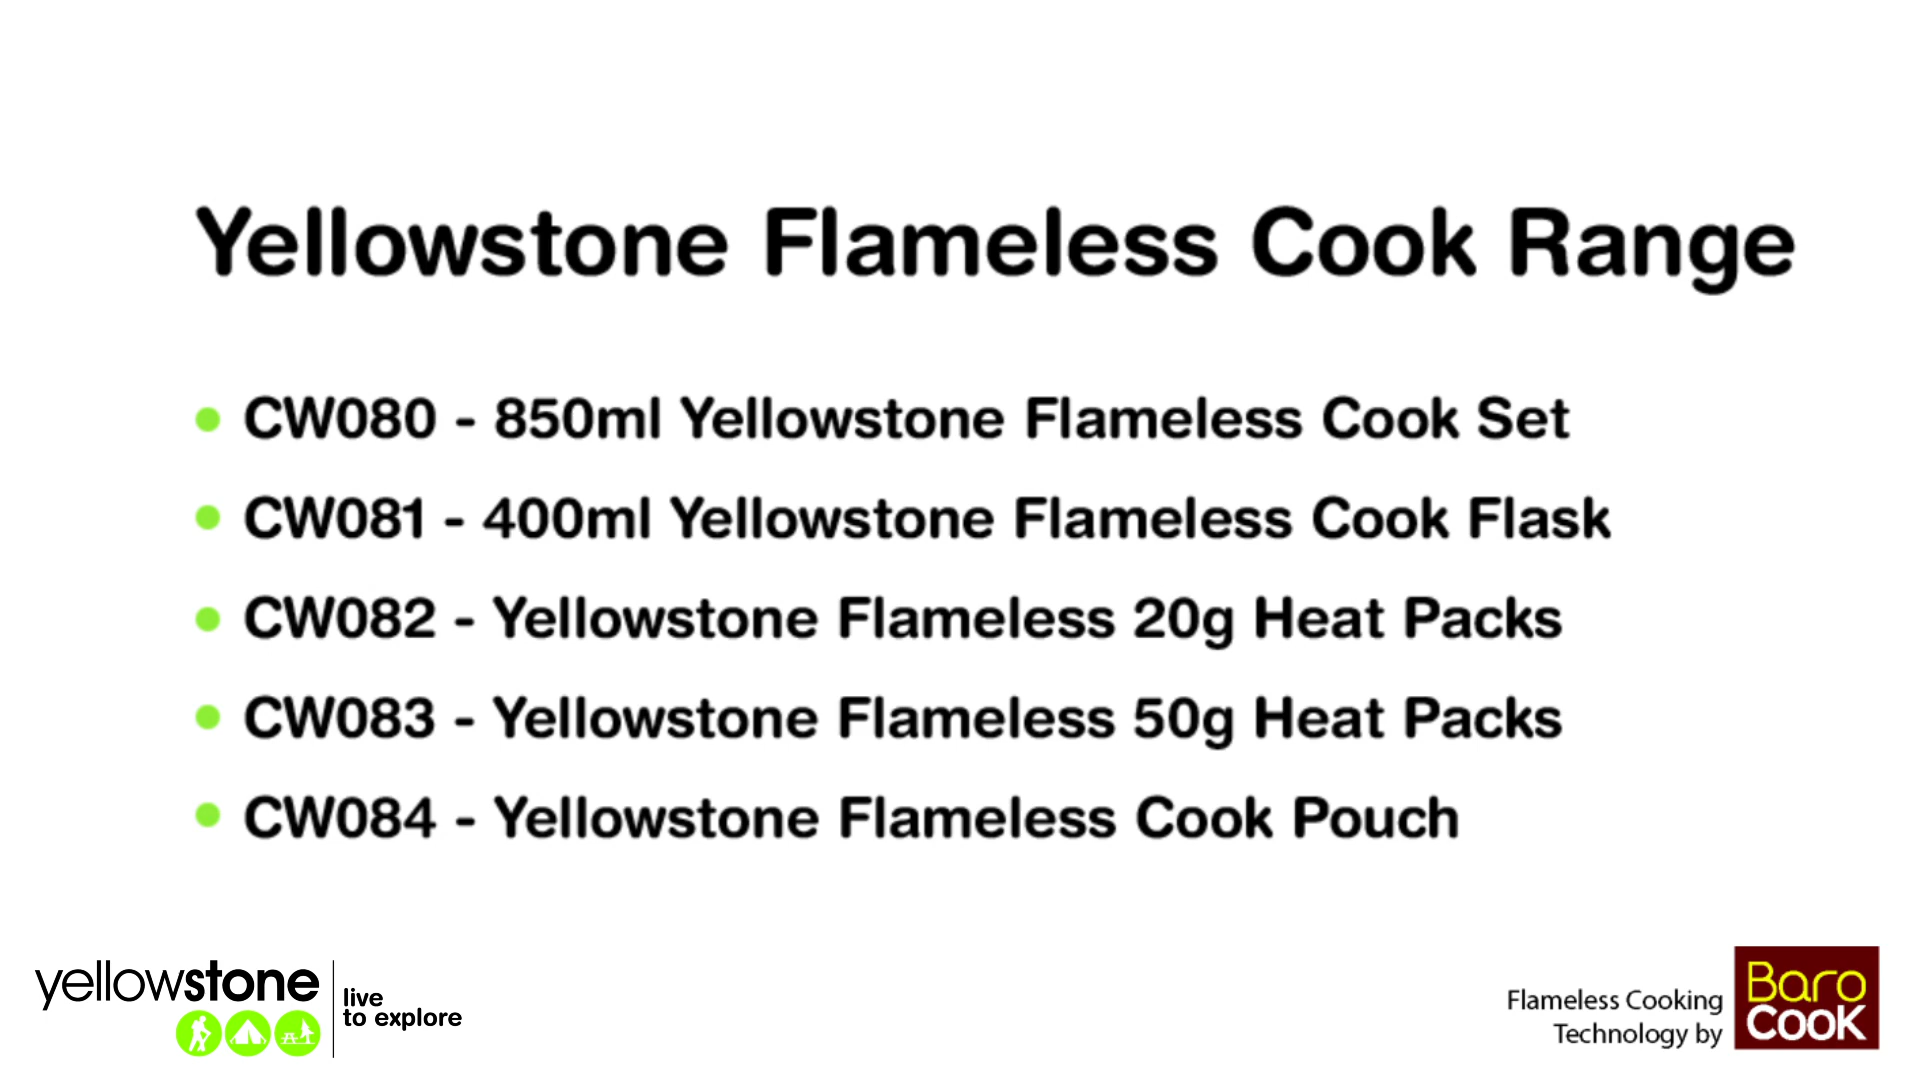 Yellowstone Flameless Cook Range
CW080 - 850ml Yellowstone Flameless Cook Set
CW081 - 400ml Yellowstone Flameless Cook Flask
CW082 - Yellowstone Flameless 20g Heat Packs
CW083 - Yellowstone Flameless 50g Heat Packs
CW084 - Yellowstone Flameless Cook Pouch
yellowstone
live
to explore
Flameless Cooking
Technology by
Baro
Cook